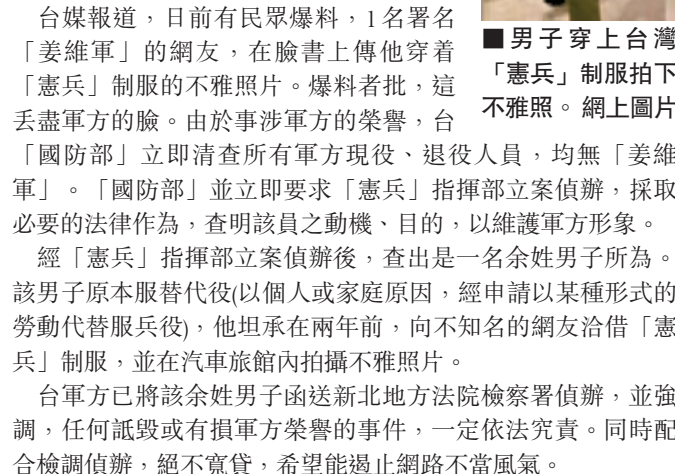 台媒報道，日前有民眾爆料，1名署名
「姜維軍」的網友，在臉書上傳他穿着
「憲兵」制服的不雅照片。爆料者批，這
丟盡軍方的臉。由於事涉軍方的榮譽，台
「國防部」立即清查所有軍方現役、退役人員，均無「姜維
軍」。「國防部」並立即要求「憲兵」指揮部立案偵辦，採取
必要的法律作為，查明該員之動機、目的，以維護軍方形象。
經「憲兵」指揮部立案偵辦後，查出是一名余姓男子所為。
該男子原本服替代役(以個人或家庭原因，經申請以某種形式的
勞動代替服兵役)，他坦承在兩年前，向不知名的網友洽借「憲
兵」制服，並在汽車旅館內拍攝不雅照片。
台軍方已將該余姓男子函送新北地方法院檢察署偵辦，並強
調，任何詆毀或有損軍方榮譽的事件，一定依法究責。同時配
合檢調偵辦，絕不寬貸，希望能遏止網路不當風氣。
■男子穿上台灣
「憲兵」制服拍下
不雅照。 網上圖片